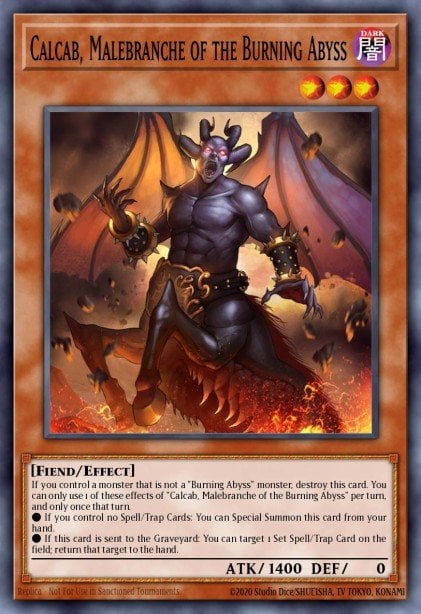 Calcab, Malebranche of the Burning Abyss
DARK
闇
[Fiend/Effect]
If you control a monster that is not a "Burning Abyss" monster, destroy this card. You
can only use 1 of these effects of "Calcab, Malebranche of the Burning Abyss" per turn,
and only once that turn.
● If you control no Spell/Trap Cards: You can Special Summon this card from your
hand.
● If this card is sent to the Graveyard: You can target 1 Set Spell/Trap Card on the
field; return that target to the hand.
ATK/ 1400 DEF/ 0
Replica - Not For Use in Sanctioned Tournaments ©2020 Studio Dice/SHUEISHA, TV TOKYO, KONAMI